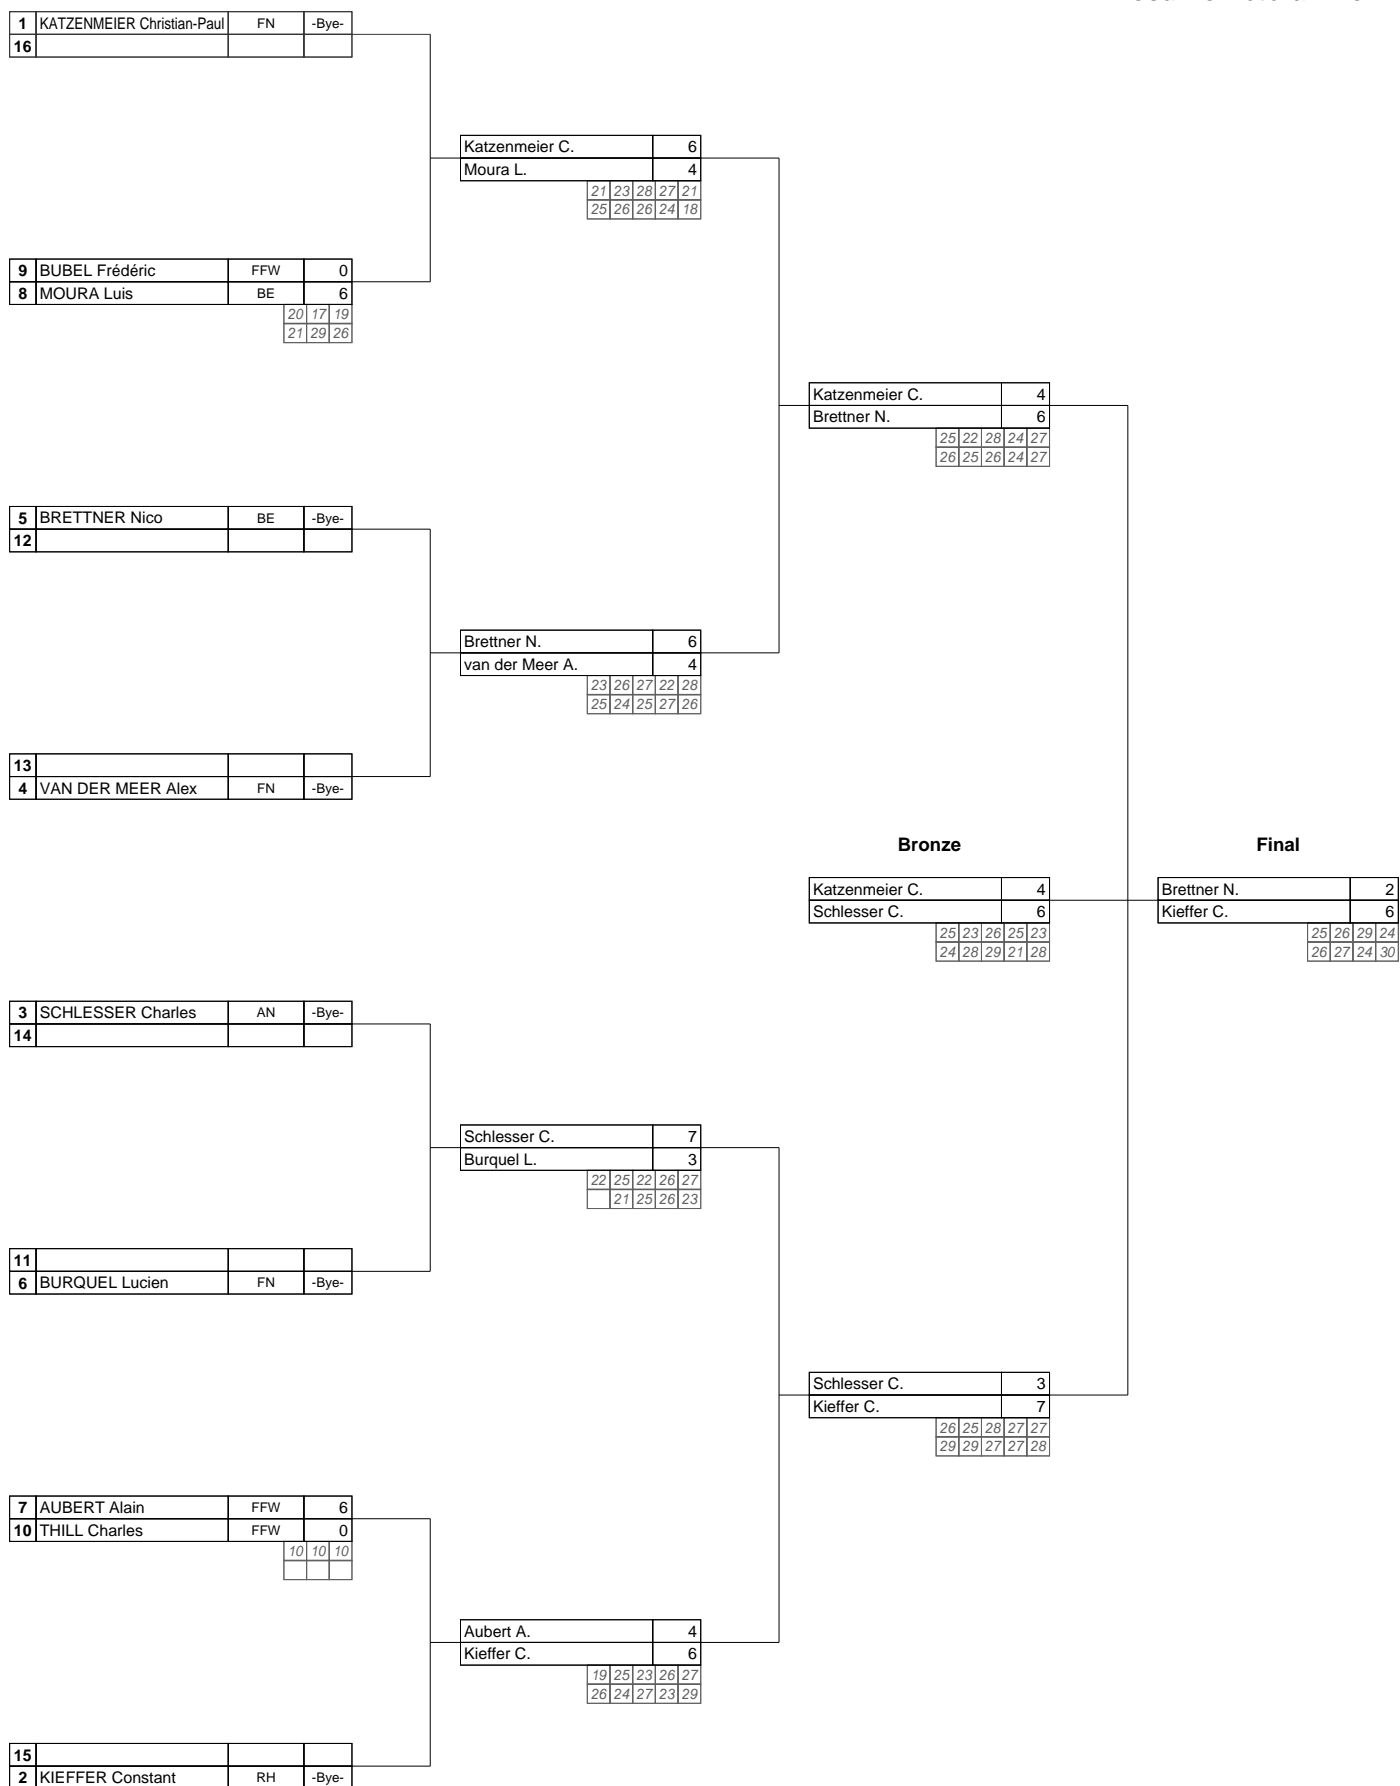 1 KATZENMEIER Christian-Paul FN -Bye-
16
Katzenmeier C. 6
Moura L. 4
21 23 28 27 21
25 26 26 24 18
9 BUBEL Frédéric FFW 0
8 MOURA Luis BE 6
20 17 19
21 29 26
Katzenmeier C. 4
Brettner N. 6
25 22 28 24 27
26 25 26 24 27
5 BRETTNER Nico BE -Bye-
12
Brettner N. 6
van der Meer A. 4
23 26 27 22 28
25 24 25 27 26
13
4 VAN DER MEER Alex FN -Bye-
Bronze Final
Katzenmeier C. 4 Brettner N. 2
Schlesser C. 6 Kieffer C. 6
25 23 26 25 23 25 26 29 24
24 28 29 21 28 26 27 24 30
3 SCHLESSER Charles AN -Bye-
14
Schlesser C. 7
Burquel L. 3
22 25 22 26 27
21 25 26 23
11
6 BURQUEL Lucien FN -Bye-
Schlesser C. 3
Kieffer C. 7
26 25 28 27 27
29 29 27 27 28
7 AUBERT Alain FFW 6
10 THILL Charles FFW 0
10 10 10
Aubert A. 4
Kieffer C. 6
19 25 23 26 27
26 24 27 23 29
15
2 KIEFFER Constant RH -Bye-